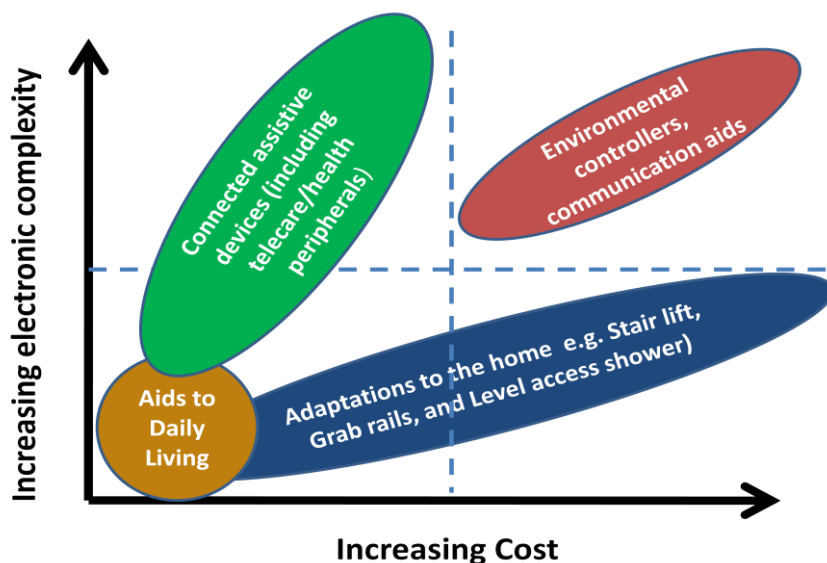 Increasing electronic complexity
Connected assistive
devices (including
telecare/health
peripherals)
Environmental
controllers,
communication aids
Aids to
Daily
Living
Adaptations to the home e.g. Stair lift,
Grab rails, and Level access shower)
Increasing Cost